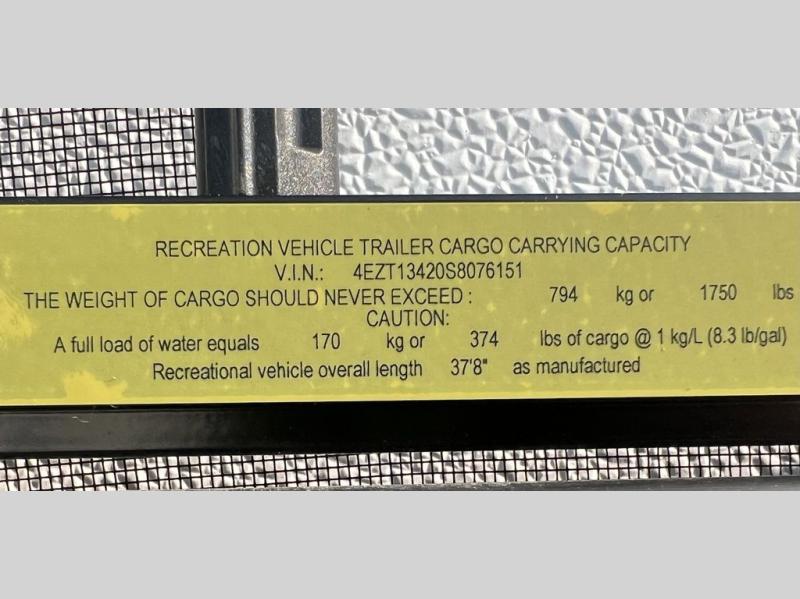 RECREATION VEHICLE TRAILER CARGO CARRYING CAPACITY
V.I.N.: 4EZT13420S8076151
THE WEIGHT OF CARGO SHOULD NEVER EXCEED : 794 kg or 1750 lbs
CAUTION:
A full load of water equals 170 kg or 374 lbs of cargo @ 1 kg/L (8.3 lb/gal)
Recreational vehicle overall length 37'8" as manufactured